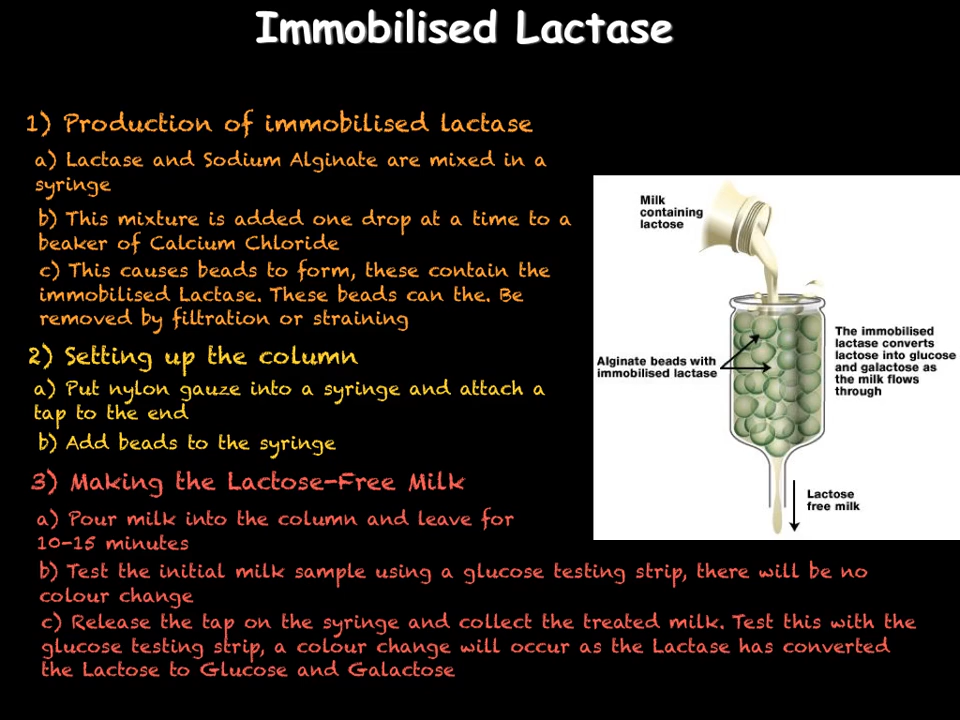 Immobilised Lactase
1) Production of immobilised lactase
a) Lactase and Sodium Alginate are mixed in a
syringe
b) This mixture is added one drop at a time to a
beaker of Calcium Chloride
c) This causes beads to form, these contain the
immobilised Lactase. These beads can the. Be
removed by filtration or straining
2) Setting up the column
a) Put nylon gauze into a syringe and attach a
tap to the end
b) Add beads to the syringe
3) Making the Lactose-Free Milk
a) Pour milk into the column and leave for
10-15 minutes
b) Test the initial milk sample using a glucose testing strip, there will be no
colour change
c) Release the tap on the syringe and collect the treated milk. Test this with the
glucose testing strip, a colour change will occur as the Lactase has converted
the Lactose to Glucose and Galactose
Milk
containing
lactose
Alginate beads with
immobilised lactase
The immobilised
lactase converts
lactose into glucose
and galactose as
the milk flows
through
Lactose
free milk